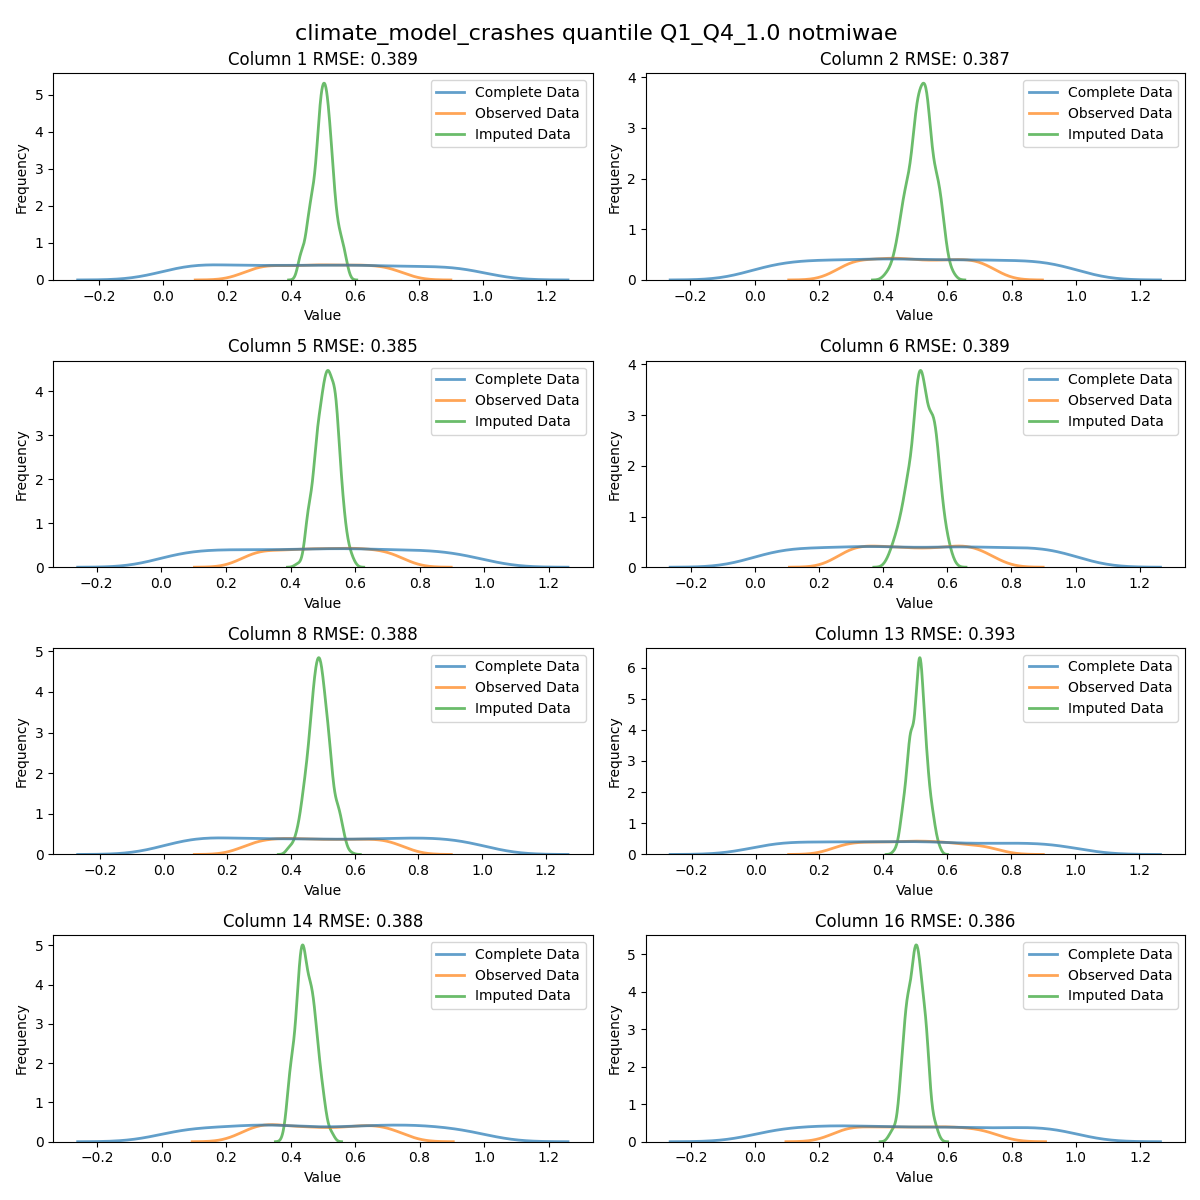 climate_model_crashes quantile Q1_Q4_1.0 notmiwae
Column 1 RMSE: 0.389
Frequency
5
4
3
2
1
0
−0.2 0.0 0.2 0.4 0.6 0.8 1.0 1.2
Value
Complete Data
Observed Data
Imputed Data
Column 2 RMSE: 0.387
Frequency
4
3
2
1
0
−0.2 0.0 0.2 0.4 0.6 0.8 1.0 1.2
Value
Complete Data
Observed Data
Imputed Data
Column 5 RMSE: 0.385
Frequency
4
3
2
1
0
−0.2 0.0 0.2 0.4 0.6 0.8 1.0 1.2
Value
Complete Data
Observed Data
Imputed Data
Column 6 RMSE: 0.389
Frequency
4
3
2
1
0
−0.2 0.0 0.2 0.4 0.6 0.8 1.0 1.2
Value
Complete Data
Observed Data
Imputed Data
Column 8 RMSE: 0.388
Frequency
5
4
3
2
1
0
−0.2 0.0 0.2 0.4 0.6 0.8 1.0 1.2
Value
Complete Data
Observed Data
Imputed Data
Column 13 RMSE: 0.393
Frequency
6
5
4
3
2
1
0
−0.2 0.0 0.2 0.4 0.6 0.8 1.0 1.2
Value
Complete Data
Observed Data
Imputed Data
Column 14 RMSE: 0.388
Frequency
5
4
3
2
1
0
−0.2 0.0 0.2 0.4 0.6 0.8 1.0 1.2
Value
Complete Data
Observed Data
Imputed Data
Column 16 RMSE: 0.386
Frequency
5
4
3
2
1
0
−0.2 0.0 0.2 0.4 0.6 0.8 1.0 1.2
Value
Complete Data
Observed Data
Imputed Data